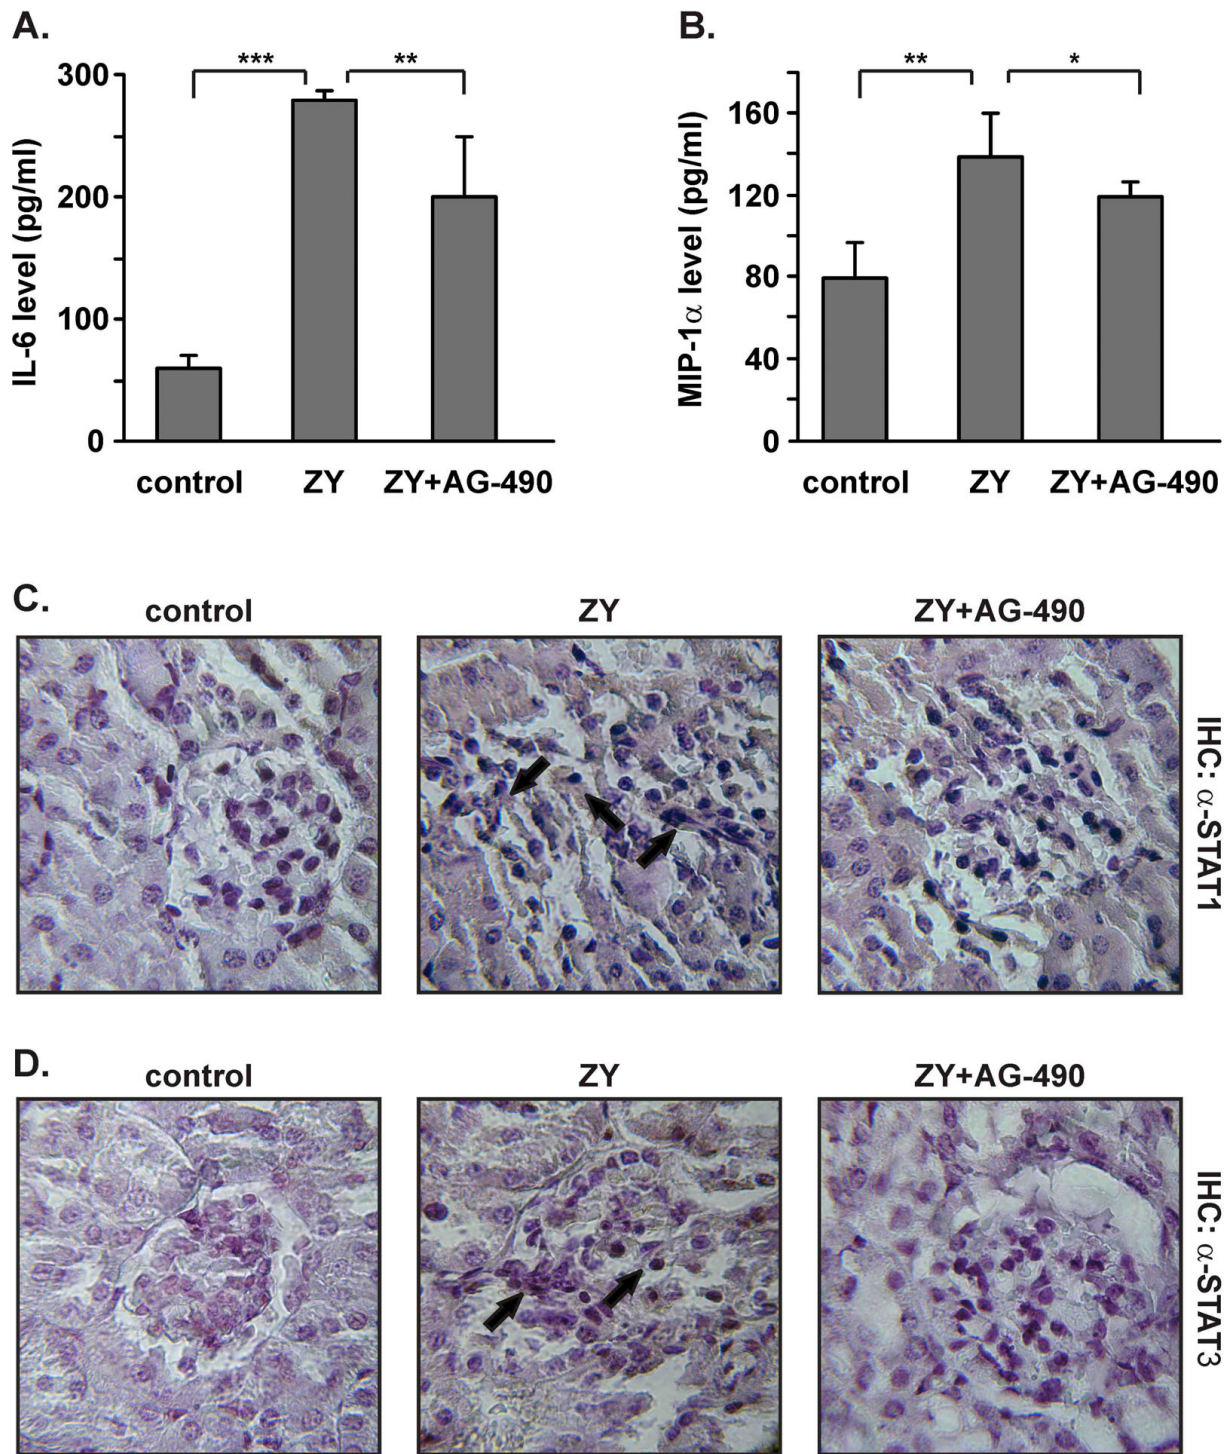 A.
***
**
300
200
100
0
IL-6 level (pg/ml)
control ZY ZY+AG-490
B.
**
*
160
120
80
40
0
MIP-1α level (pg/ml)
control ZY ZY+AG-490
C.
control ZY ZY+AG-490
IHC: α-STAT1
D.
control ZY ZY+AG-490
IHC: α-STAT3